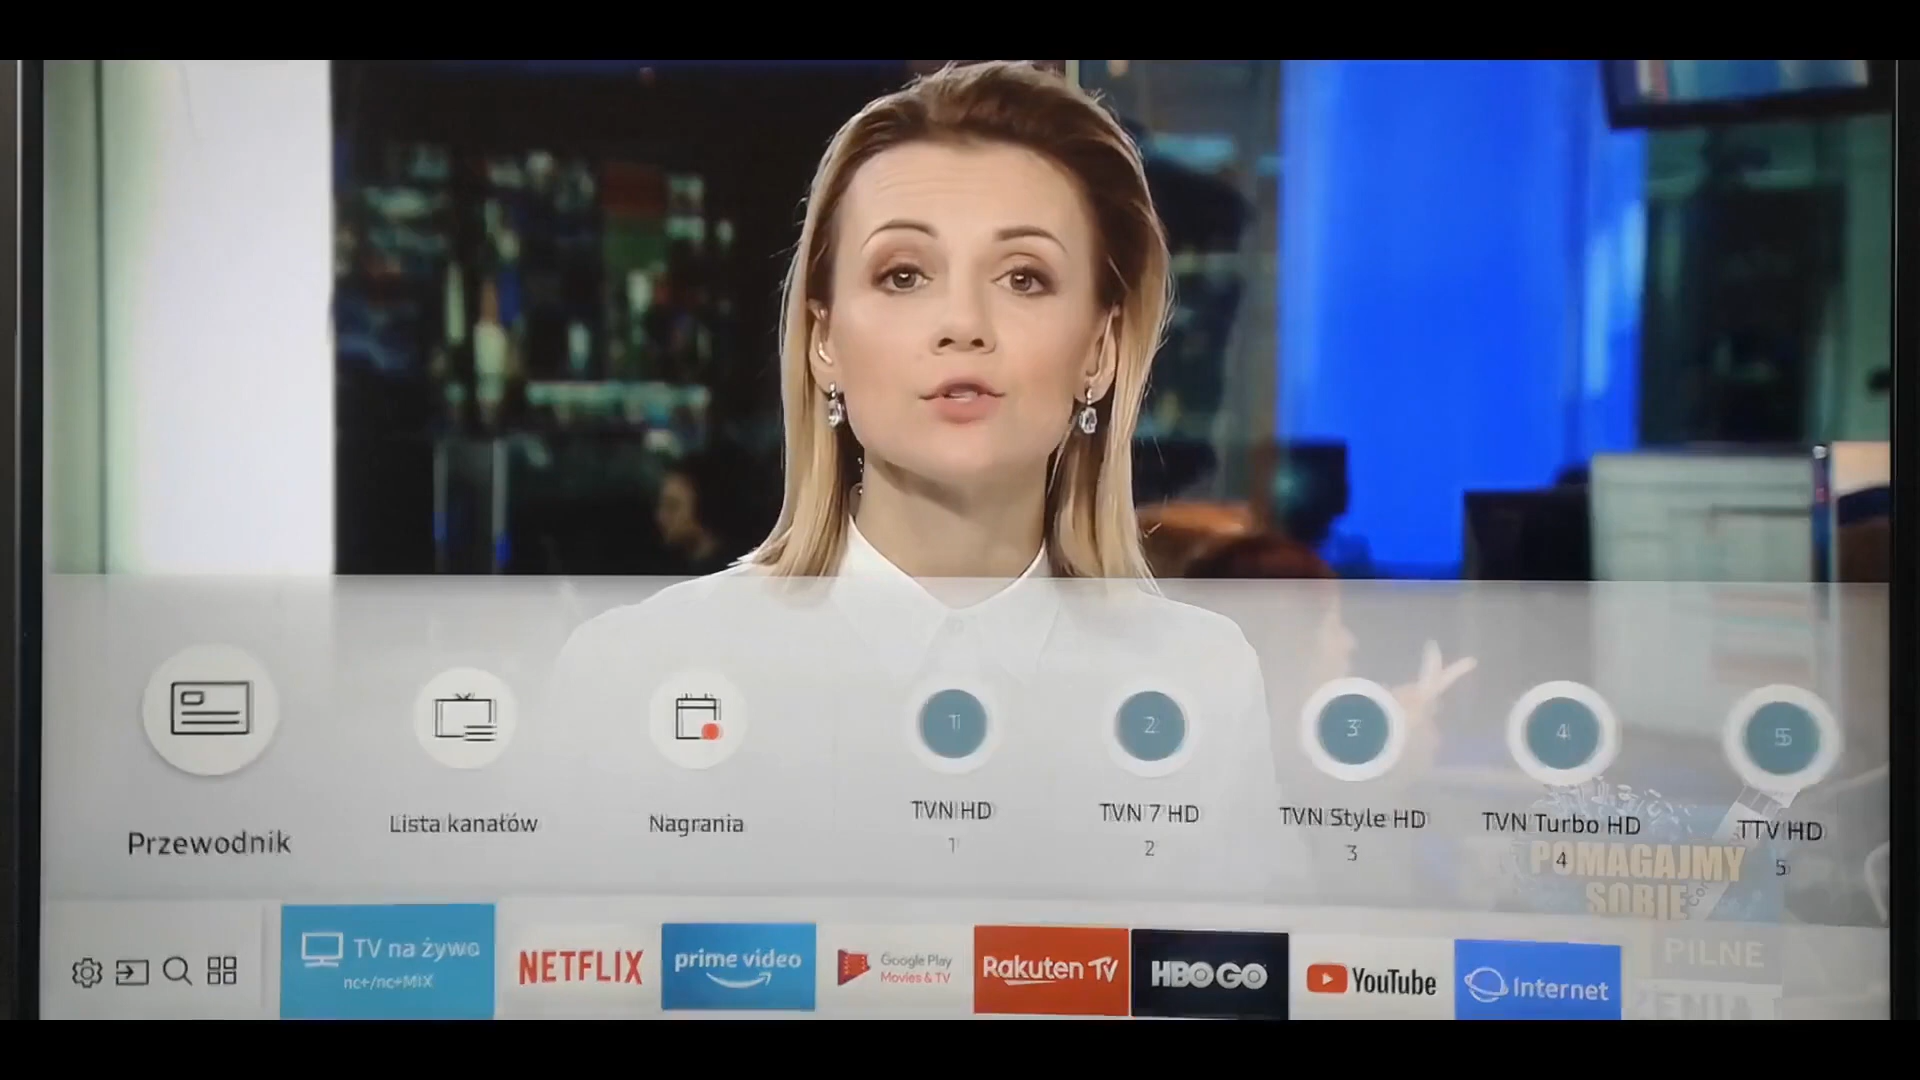 1
2
3
4
5
Przewodnik
Lista kanałów
Nagrania
TVN HD
1
TVN 7 HD
2
TVN Style HD
3
TVN Turbo HD
4
TTV HD
5
POMAGAJMY
SOBIE
TV na żywo
nc+/nc+MIX
NETFLIX
prime video
Google Play
Movies & TV
Rakuten TV
HBO GO
YouTube
Internet
PILNE